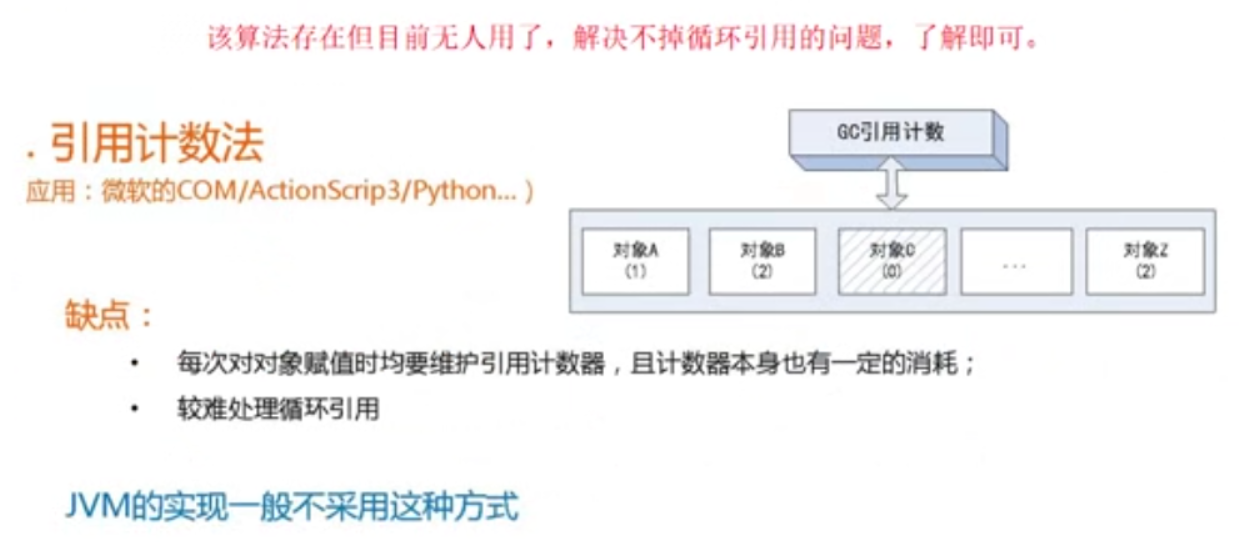 该算法存在但目前无人用了，解决不掉循环引用的问题，了解即可。
. 引用计数法
应用：微软的COM/ActionScrip3/Python...）
GC引用计数
对象A
(1)
对象B
(2)
对象C
(0)
...
对象Z
(2)
缺点：
• 每次对对象赋值时均要维护引用计数器，且计数器本身也有一定的消耗；
• 较难处理循环引用
JVM的实现一般不采用这种方式